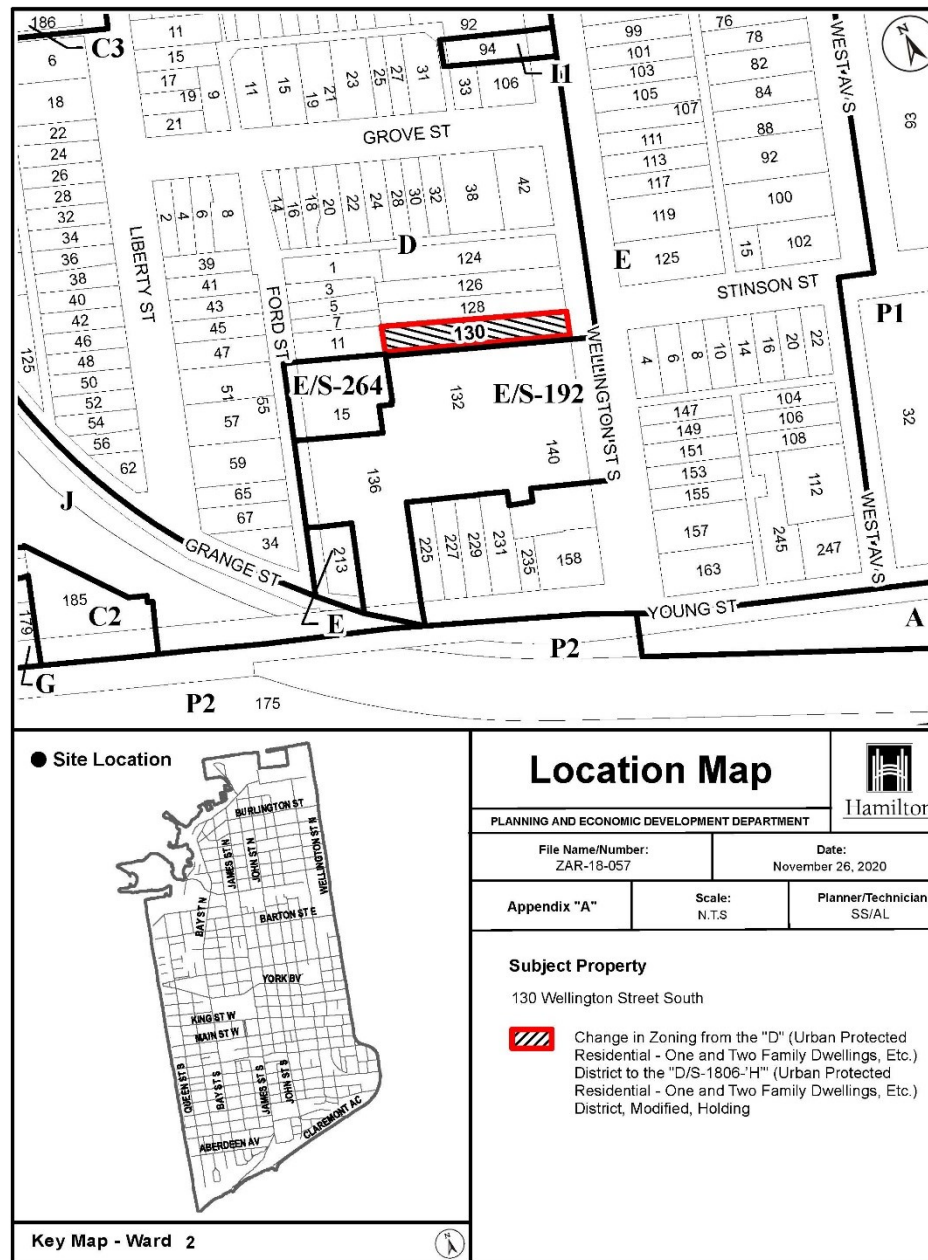 186
C3
92
94
I1
76
78
WEST AV S
N
6
11
15
17
19
9
21
11
15
19
21
23
25
27
31
33
106
99
101
103
105
107
111
113
117
119
125
82
84
88
92
100
15
102
93
18
22
24
26
28
32
34
36
38
40
42
46
48
50
52
54
56
62
125
GROVE ST
2
4
6
8
LIBERTY ST
39
41
43
45
47
51
55
57
59
65
67
34
14
16
18
20
22
24
28
30
32
38
42
D
E
FORD ST
1
3
5
7
11
124
126
128
130
STINSON ST
P1
WELLINGTON ST S
E/S-264
15
132
E/S-192
136
140
4
6
8
10
14
16
20
22
147
149
151
153
155
157
163
104
106
108
112
245
247
32
WEST AV S
J
GRANGE ST
213
225
227
229
231
235
158
185
C2
179
E
YOUNG ST
A
P2
G
P2
175
Site Location
BURLINGTON ST
JAMES ST N
JOHN ST N
WELLINGTON ST N
BAY ST N
BARTON ST E
YORK BV
KING ST W
MAIN ST W
QUEEN ST S
BAY ST S
JAMES ST S
JOHN ST S
CLAREMONT AC
ABERDEEN AV
Key Map - Ward 2
N
Location Map
Hamilton
PLANNING AND ECONOMIC DEVELOPMENT DEPARTMENT
File Name/Number:
ZAR-18-057
Date:
November 26, 2020
Appendix "A"
Scale:
N.T.S
Planner/Technician
SS/AL
Subject Property
130 Wellington Street South
Change in Zoning from the "D" (Urban Protected
Residential - One and Two Family Dwellings, Etc.)
District to the "D/S-1806-'H'" (Urban Protected
Residential - One and Two Family Dwellings, Etc.)
District, Modified, Holding